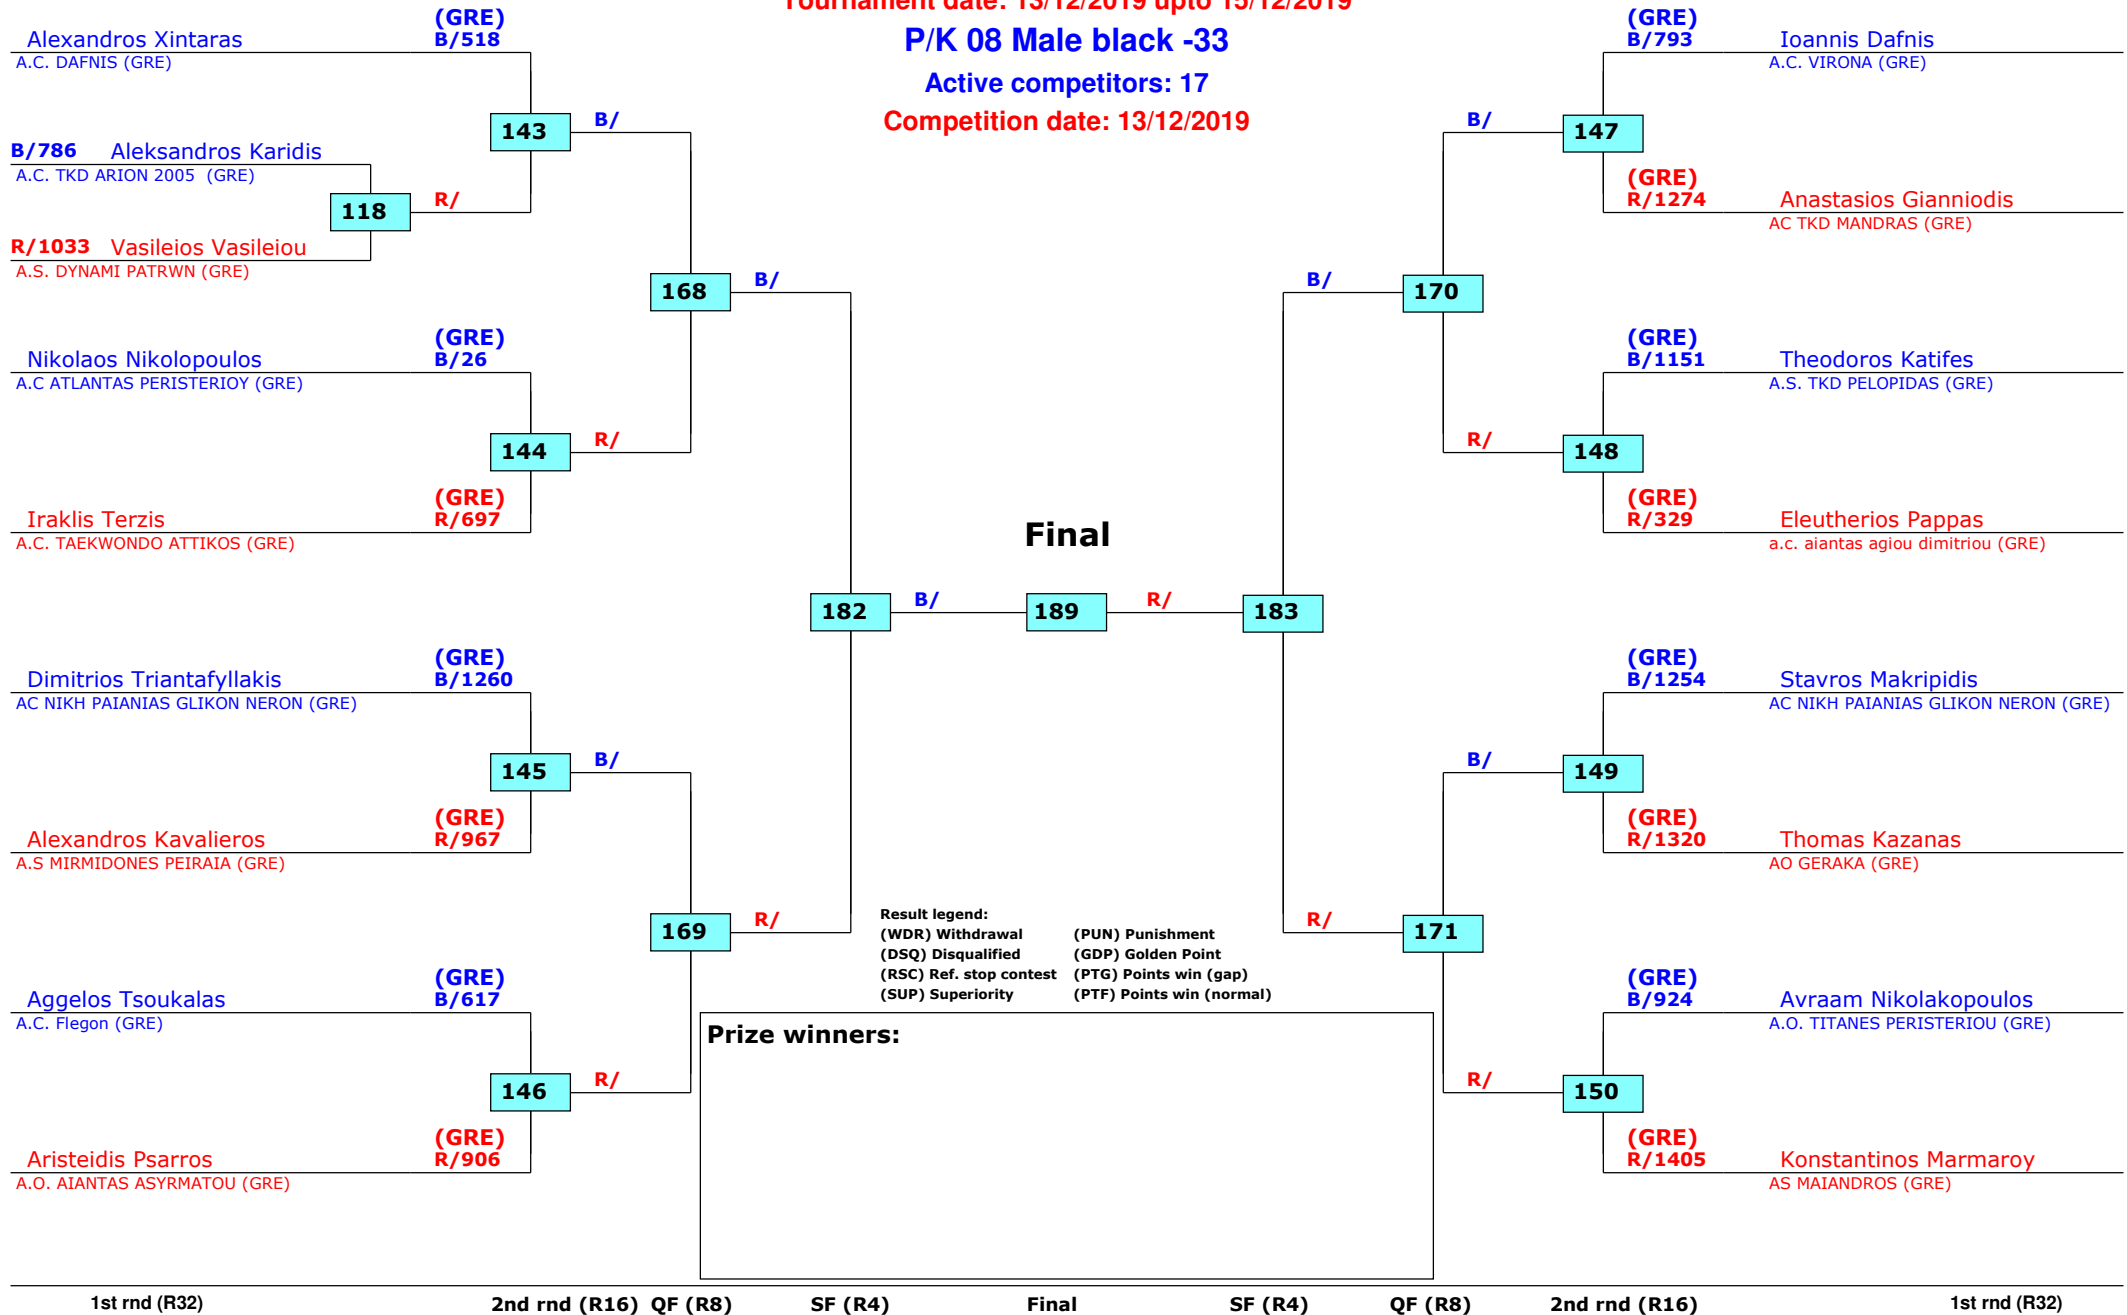 Tournament date: 13/12/2019 upto 15/12/2019
P/K 08 Male black -33
Active competitors: 17
Competition date: 13/12/2019
(GRE)
Alexandros Xintaras B/518
A.C. DAFNIS (GRE)
143 B/
B/786 Aleksandros Karidis
A.C. TKD ARION 2005 (GRE)
118 R/
R/1033 Vasileios Vasileiou
A.S. DYNAMI PATRWN (GRE)
168 B/
(GRE)
Nikolaos Nikolopoulos B/26
A.C ATLANTAS PERISTERIOY (GRE)
144 R/
(GRE)
Iraklis Terzis R/697
A.C. TAEKWONDO ATTIKOS (GRE)
Final
182 B/ 189 R/ 183
(GRE)
Dimitrios Triantafyllakis B/1260
AC NIKH PAIANIAS GLIKON NERON (GRE)
145 B/
(GRE)
Alexandros Kavalieros R/967
A.S MIRMIDONES PEIRAIA (GRE)
169 R/
(GRE)
Aggelos Tsoukalas B/617
A.C. Flegon (GRE)
146 R/
(GRE)
Aristeidis Psarros R/906
A.O. AIANTAS ASYRMATOU (GRE)
(GRE)
B/793 Ioannis Dafnis
A.C. VIRONA (GRE)
B/ 147
(GRE)
R/1274 Anastasios Gianniodis
AC TKD MANDRAS (GRE)
B/ 170
(GRE)
B/1151 Theodoros Katifes
A.S. TKD PELOPIDAS (GRE)
R/ 148
(GRE)
R/329 Eleutherios Pappas
a.c. aiantas agiou dimitriou (GRE)
(GRE)
B/1254 Stavros Makripidis
AC NIKH PAIANIAS GLIKON NERON (GRE)
B/ 149
(GRE)
R/1320 Thomas Kazanas
AO GERAKA (GRE)
R/ 171
(GRE)
B/924 Avraam Nikolakopoulos
A.O. TITANES PERISTERIOU (GRE)
R/ 150
(GRE)
R/1405 Konstantinos Marmaroy
AS MAIANDROS (GRE)
Result legend:
(WDR) Withdrawal (PUN) Punishment
(DSQ) Disqualified (GDP) Golden Point
(RSC) Ref. stop contest (PTG) Points win (gap)
(SUP) Superiority (PTF) Points win (normal)
Prize winners:
1st rnd (R32) 2nd rnd (R16) QF (R8) SF (R4) Final SF (R4) QF (R8) 2nd rnd (R16) 1st rnd (R32)